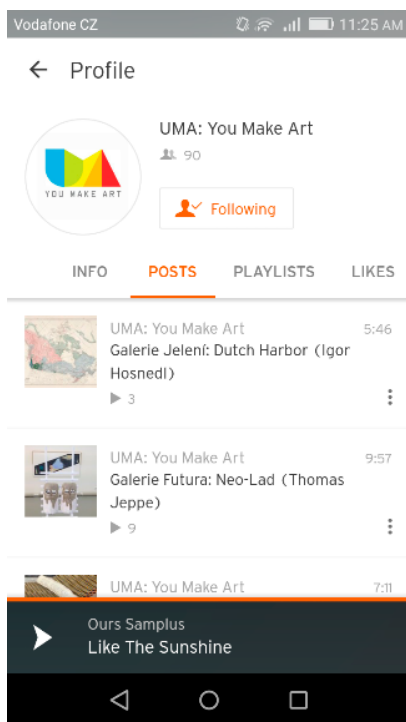 Vodafone CZ 11:25 AM
Profile
UMA: You Make Art
90
YOU MAKE ART
Following
INFO POSTS PLAYLISTS LIKES
UMA: You Make Art 5:46
Galerie Jelení: Dutch Harbor (Igor
Hosnedl)
3
UMA: You Make Art 9:57
Galerie Futura: Neo-Lad (Thomas
Jeppe)
9
UMA: You Make Art 7:11
Ours Samplus
Like The Sunshine